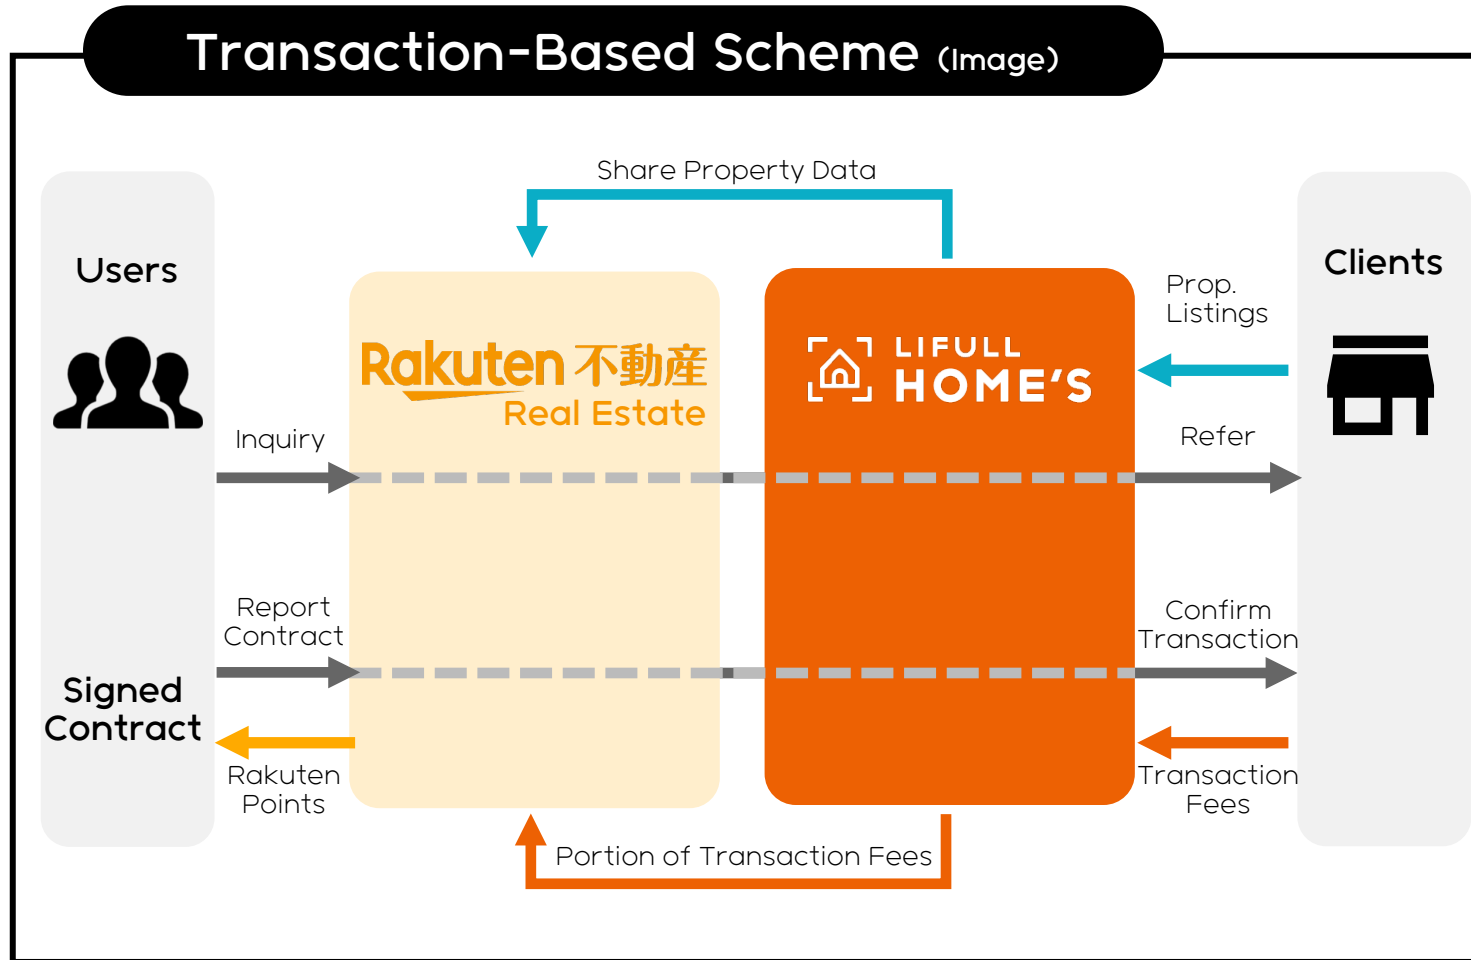 Transaction-Based Scheme (Image)
Share Property Data
Users
Clients
Prop.
Listings
Rakuten 不動産
Real Estate
LIFULL
HOME'S
Inquiry
Refer
Report
Contract
Confirm
Transaction
Signed
Contract
Rakuten
Points
Transaction
Fees
Portion of Transaction Fees